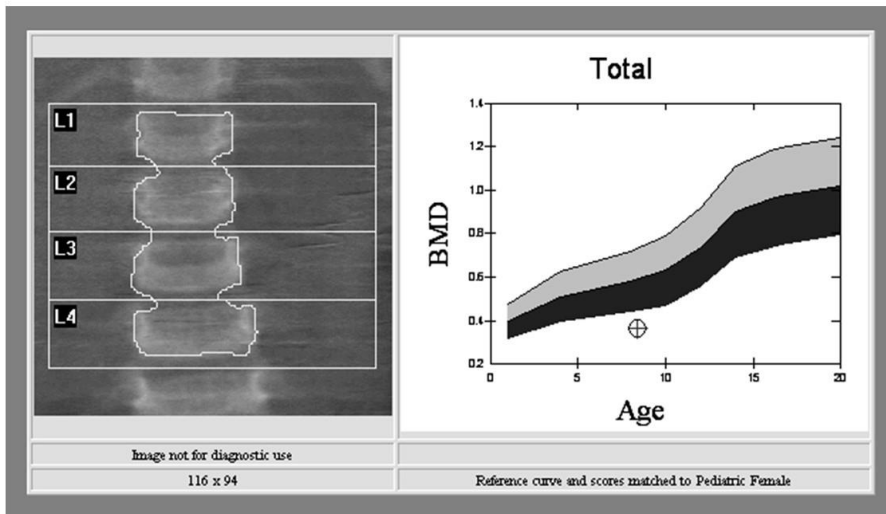 L1
L2
L3
L4
Image not for diagnostic use
116 x 94
Total
BMD
1.4
1.2
1.0
0.8
0.6
0.4
0.2
0
5
10
15
20
Age
Reference curve and scores matched to Pediatric Female